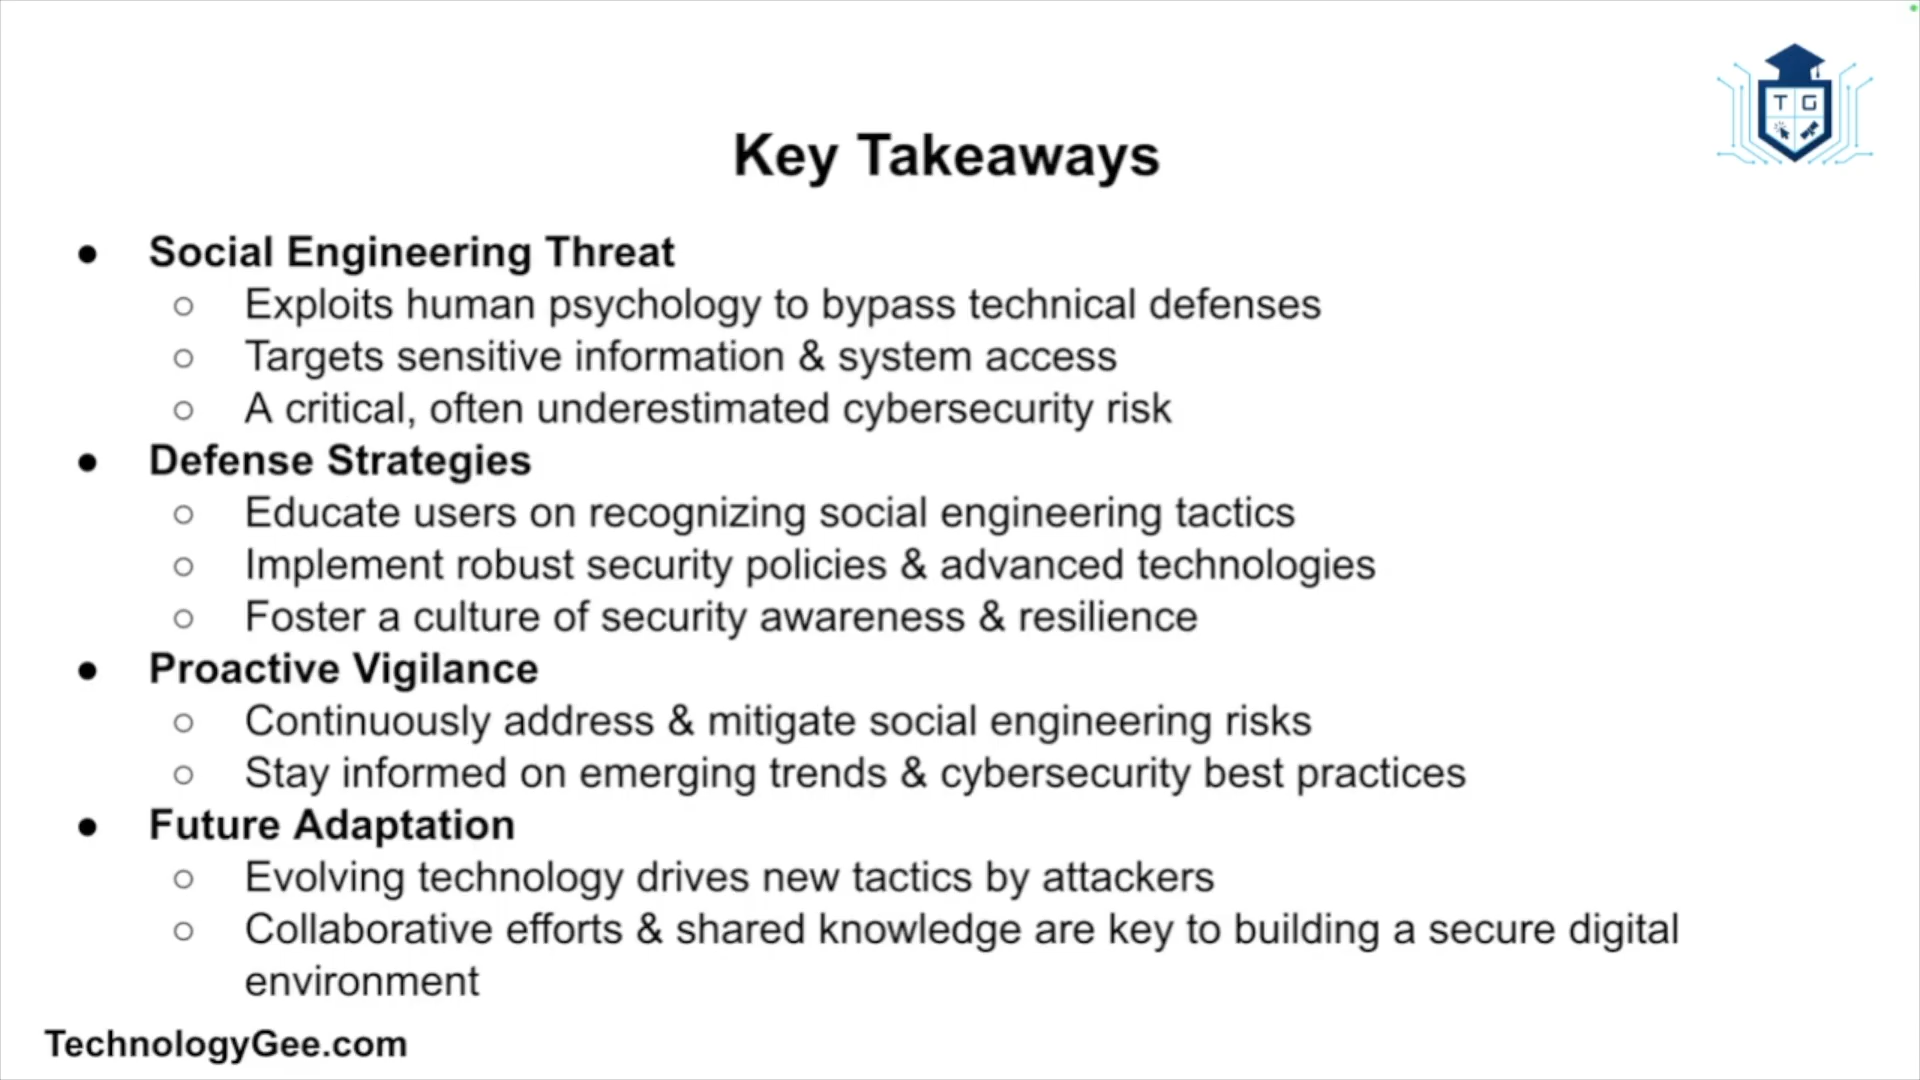 T G
Key Takeaways
● Social Engineering Threat
○ Exploits human psychology to bypass technical defenses
○ Targets sensitive information & system access
○ A critical, often underestimated cybersecurity risk
● Defense Strategies
○ Educate users on recognizing social engineering tactics
○ Implement robust security policies & advanced technologies
○ Foster a culture of security awareness & resilience
● Proactive Vigilance
○ Continuously address & mitigate social engineering risks
○ Stay informed on emerging trends & cybersecurity best practices
● Future Adaptation
○ Evolving technology drives new tactics by attackers
○ Collaborative efforts & shared knowledge are key to building a secure digital
environment
TechnologyGee.com